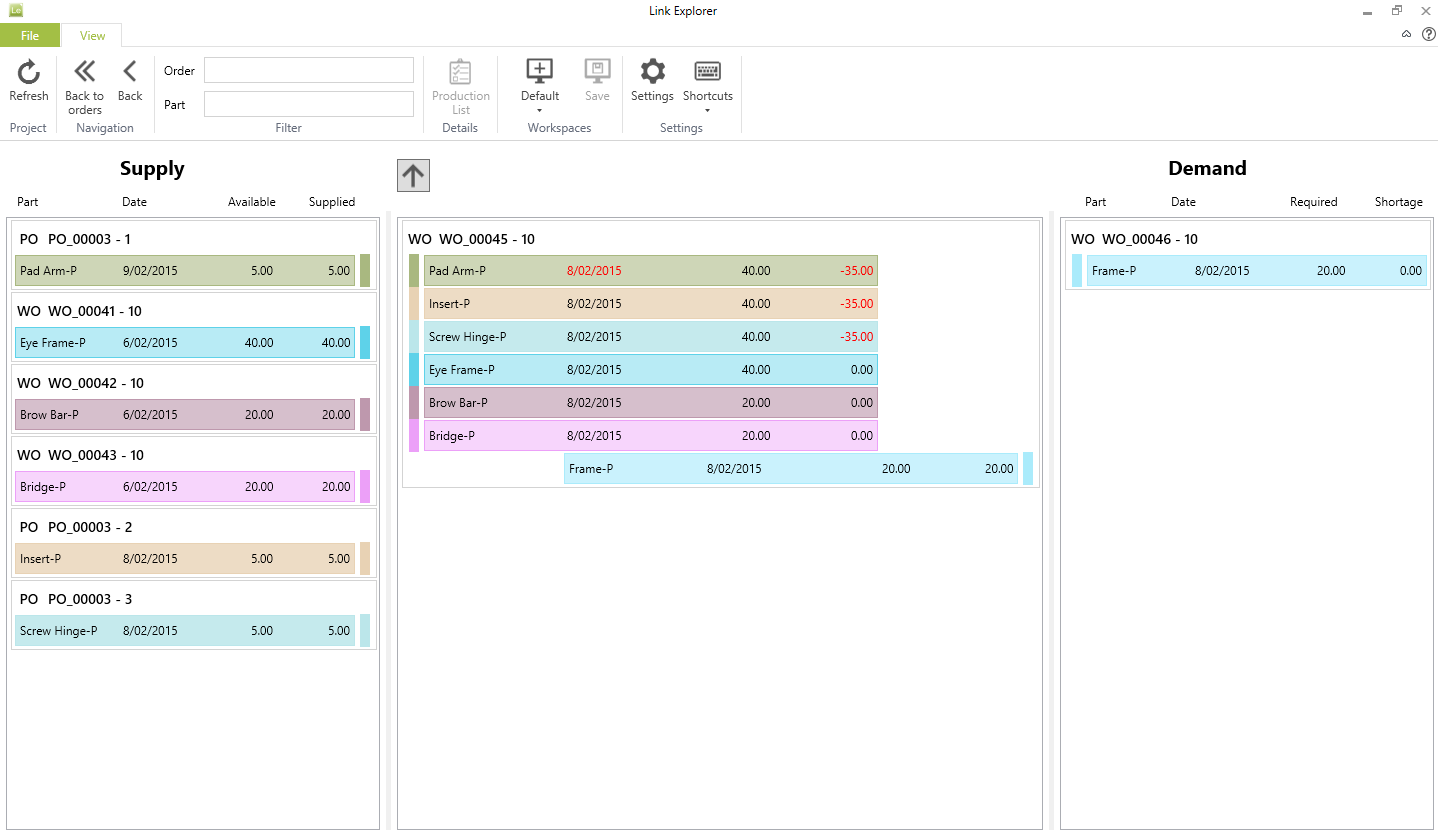 Le
Link Explorer
File View
Refresh
Back to orders
Back
Order
Part
Production List
Default
Save
Settings
Shortcuts
Project Navigation Filter Details Workspaces Settings
Supply
Demand
Part Date Available Supplied
Part Date Required Shortage
PO PO_00003 - 1
Pad Arm-P 9/02/2015 5.00 5.00
WO WO_00041 - 10
Eye Frame-P 6/02/2015 40.00 40.00
WO WO_00042 - 10
Brow Bar-P 6/02/2015 20.00 20.00
WO WO_00043 - 10
Bridge-P 6/02/2015 20.00 20.00
PO PO_00003 - 2
Insert-P 8/02/2015 5.00 5.00
PO PO_00003 - 3
Screw Hinge-P 8/02/2015 5.00 5.00
WO WO_00045 - 10
Pad Arm-P 8/02/2015 40.00 -35.00
Insert-P 8/02/2015 40.00 -35.00
Screw Hinge-P 8/02/2015 40.00 -35.00
Eye Frame-P 8/02/2015 40.00 0.00
Brow Bar-P 8/02/2015 20.00 0.00
Bridge-P 8/02/2015 20.00 0.00
Frame-P 8/02/2015 20.00 20.00
WO WO_00046 - 10
Frame-P 8/02/2015 20.00 0.00